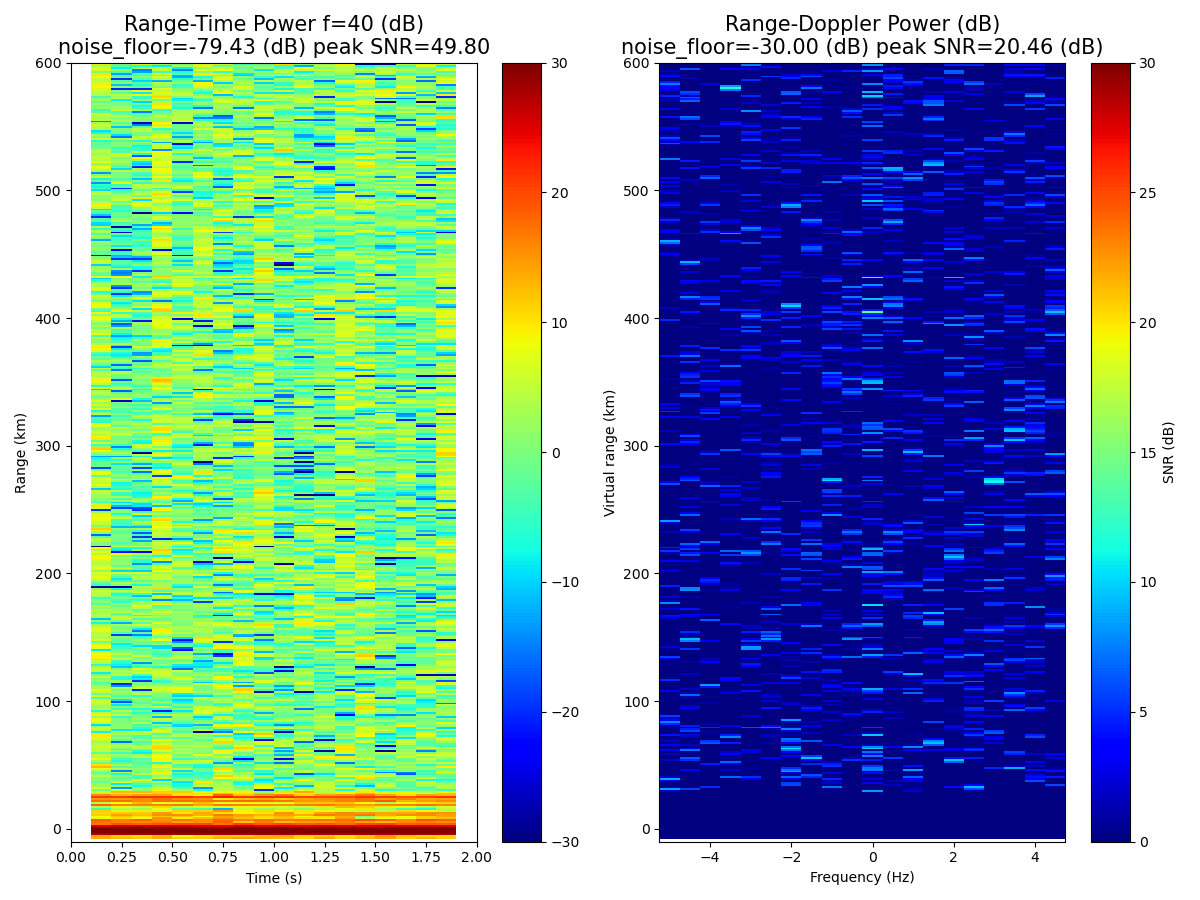 Range-Time Power f=40 (dB)
noise_floor=-79.43 (dB) peak SNR=49.80
Range (km)
600
500
400
300
200
100
0
0.00 0.25 0.50 0.75 1.00 1.25 1.50 1.75 2.00
Time (s)
30
20
10
0
−10
−20
−30
Range-Doppler Power (dB)
noise_floor=-30.00 (dB) peak SNR=20.46 (dB)
Virtual range (km)
600
500
400
300
200
100
0
−4 −2 0 2 4
Frequency (Hz)
30
25
20
15
10
5
0
SNR (dB)